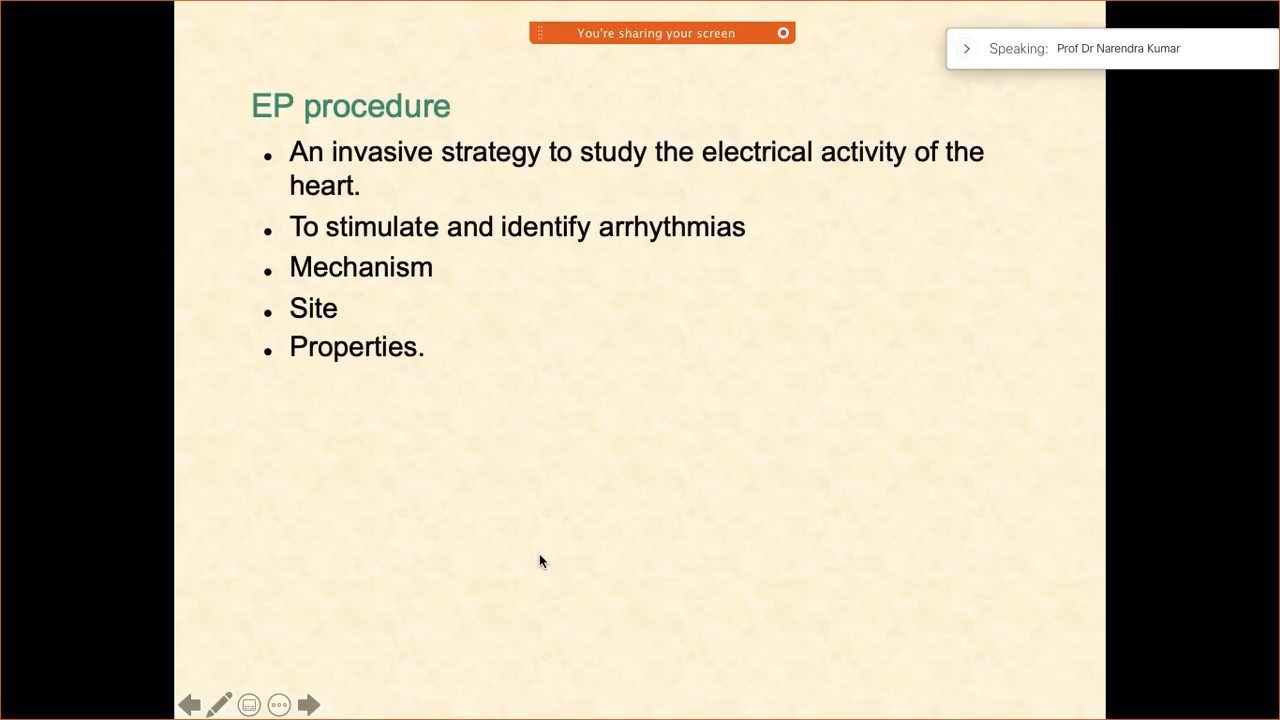 You're sharing your screen
Speaking: Prof Dr Narendra Kumar
EP procedure
• An invasive strategy to study the electrical activity of the
heart.
• To stimulate and identify arrhythmias
• Mechanism
• Site
• Properties.